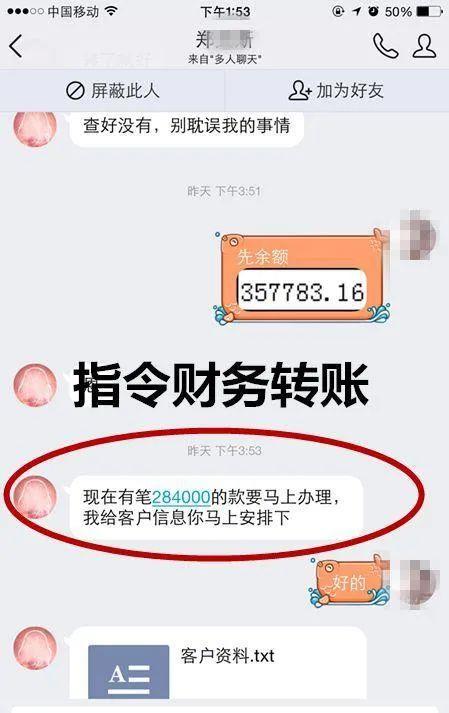 中国移动
下午1:53
50%
郑 斯
来自"多人聊天"
屏蔽此人
加为好友
查好没有，别耽误我的事情
昨天 下午3:51
先余额
357783.16
指令财务转账
昨天 下午3:53
现在有笔284000的款要马上办理，
我给客户信息你马上安排下
好的
客户资料.txt
A